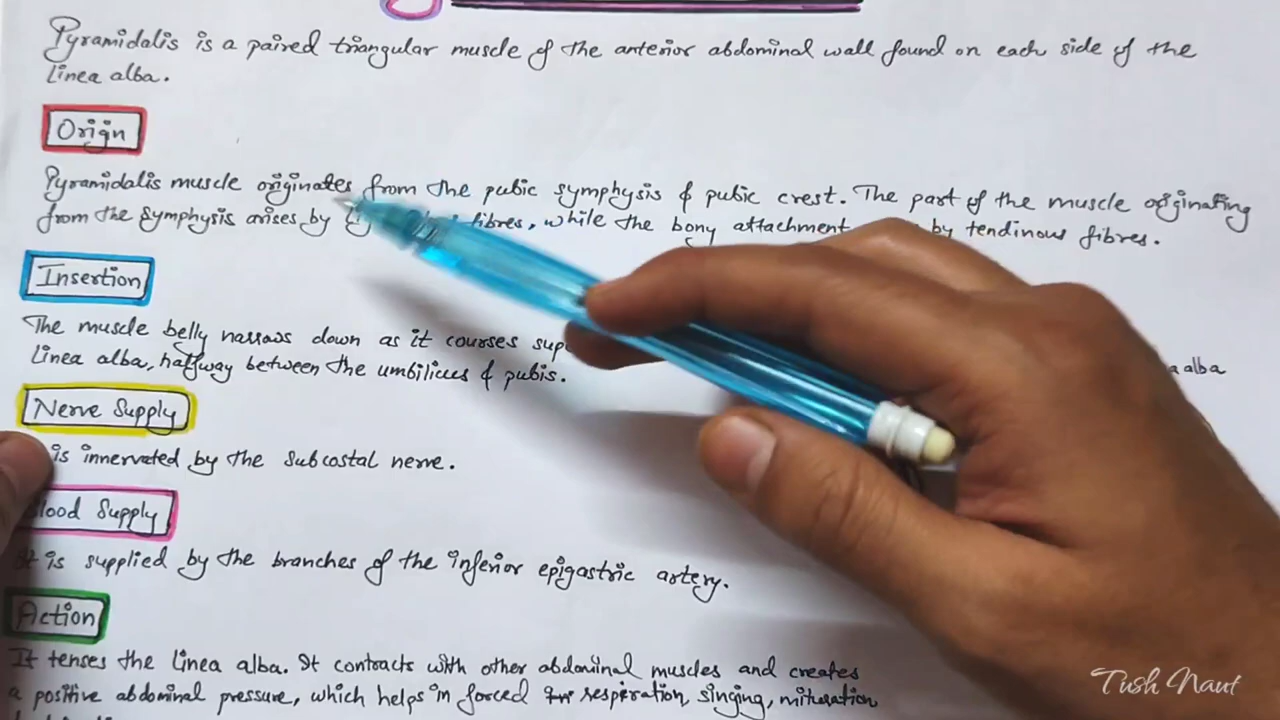 Pyramidalis is a paired triangular muscle of the anterior abdominal wall found on each side of the
linea alba.
Origin
Pyramidalis muscle originates from the pubic symphysis & pubic crest. The part of the muscle originating
from the symphysis arises by fibres, while the bony attachment by tendinous fibres.
Insertion
The muscle belly narrows down as it courses
linea alba, halfway between the umbilicus & pubis.
alba
Nerve Supply
is innervated by the subcostal nerve.
Blood Supply
It is supplied by the branches of the inferior epigastric artery.
Action
It tenses the linea alba. It contracts with other abdominal muscles and creates
a positive abdominal pressure, which helps in forced respiration, singing, mituration
Tush Naut